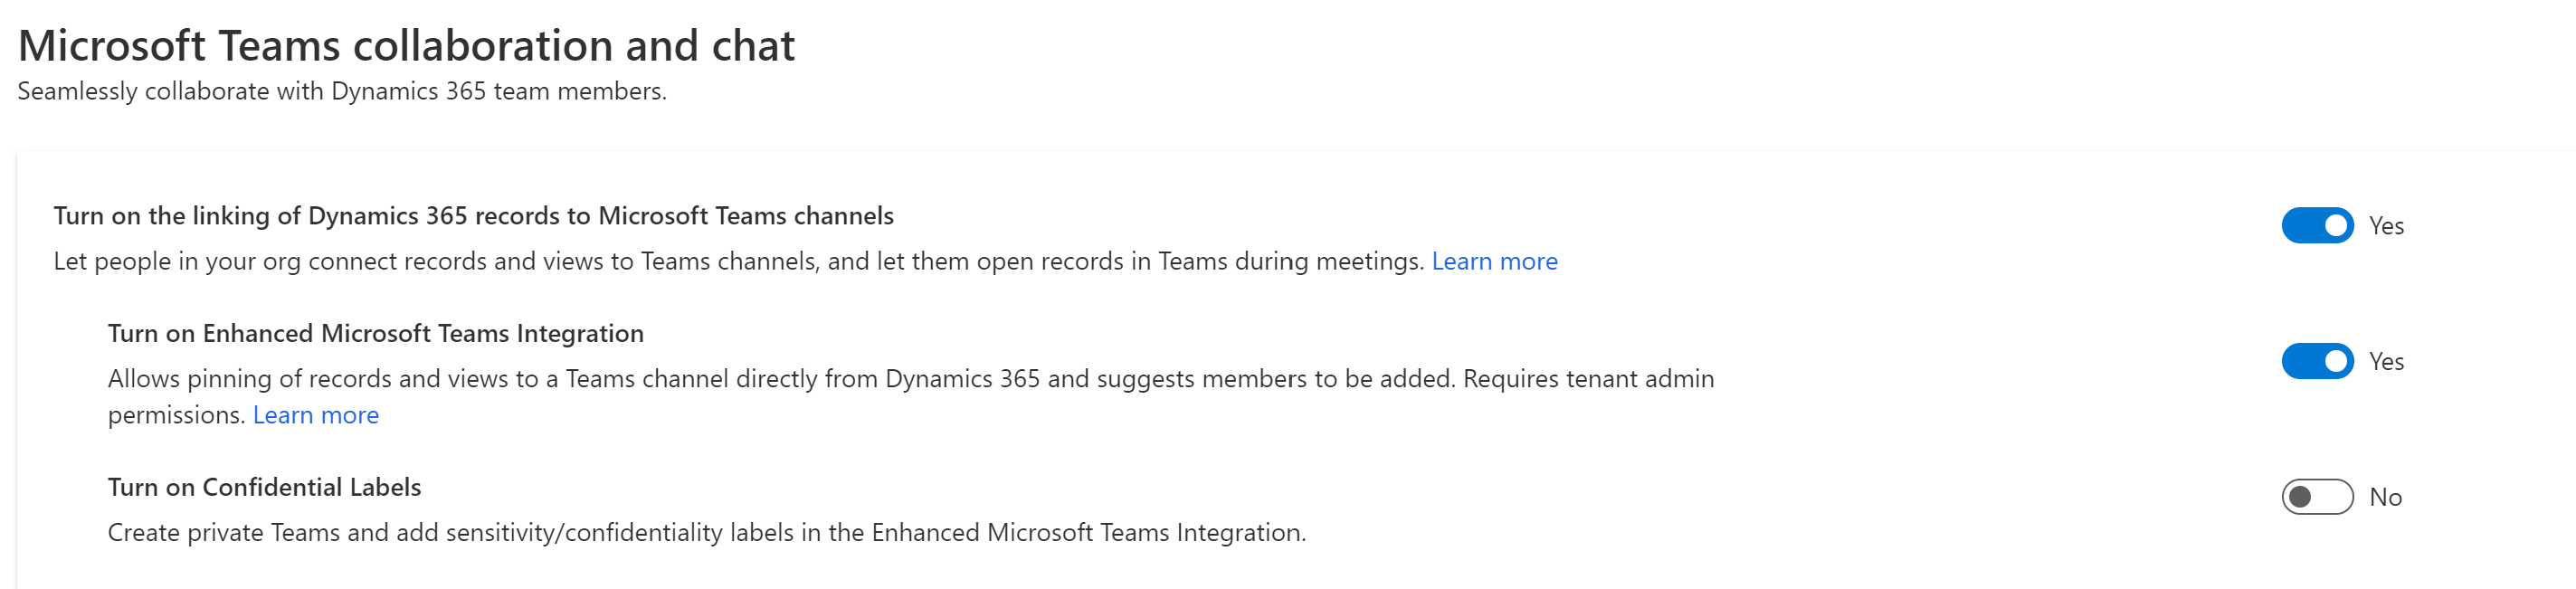 Microsoft Teams collaboration and chat
Seamlessly collaborate with Dynamics 365 team members.
Turn on the linking of Dynamics 365 records to Microsoft Teams channels
Yes
Let people in your org connect records and views to Teams channels, and let them open records in Teams during meetings. Learn more
Turn on Enhanced Microsoft Teams Integration
Yes
Allows pinning of records and views to a Teams channel directly from Dynamics 365 and suggests members to be added. Requires tenant admin
permissions. Learn more
Turn on Confidential Labels
No
Create private Teams and add sensitivity/confidentiality labels in the Enhanced Microsoft Teams Integration.